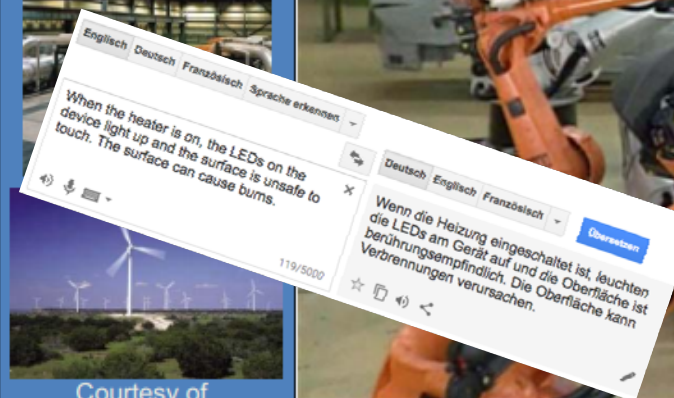 Englisch Deutsch Französisch Sprache erkennen
When the heater is on, the LEDs on the
device light up and the surface is unsafe to
touch. The surface can cause burns.
119/5000
Deutsch Englisch Französisch
Übersetzen
Wenn die Heizung eingeschaltet ist, leuchten
die LEDs am Gerät auf und die Oberfläche ist
berührungsempfindlich. Die Oberfläche kann
Verbrennungen verursachen.
Courtesy of